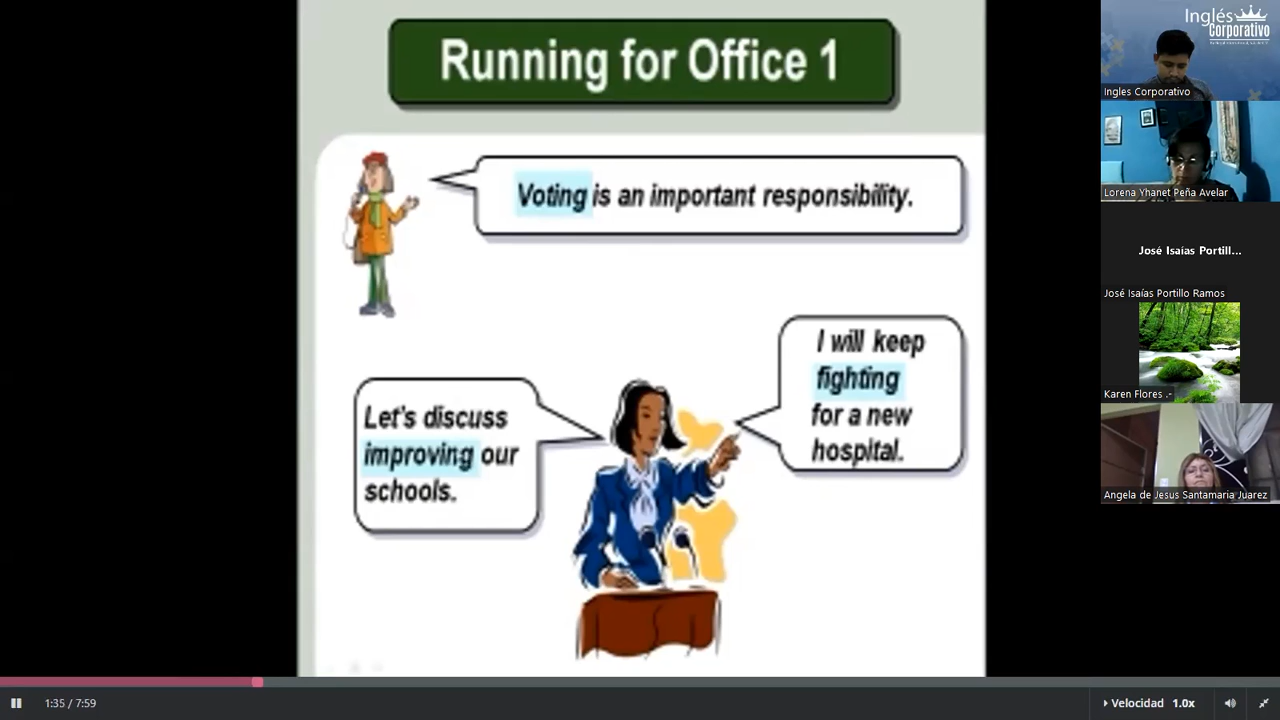 Running for Office 1
Voting is an important responsibility.
I will keep
fighting
for a new
hospital.
Let's discuss
improving our
schools.
Inglés
Corporativo
Ingles Corporativo
Lorena Yhanet Peña Avelar
José Isaías Portill...
José Isaías Portillo Ramos
Karen Flores .-
Angela de Jesus Santamaria Juarez
1:35 / 7:59
Velocidad 1.0x